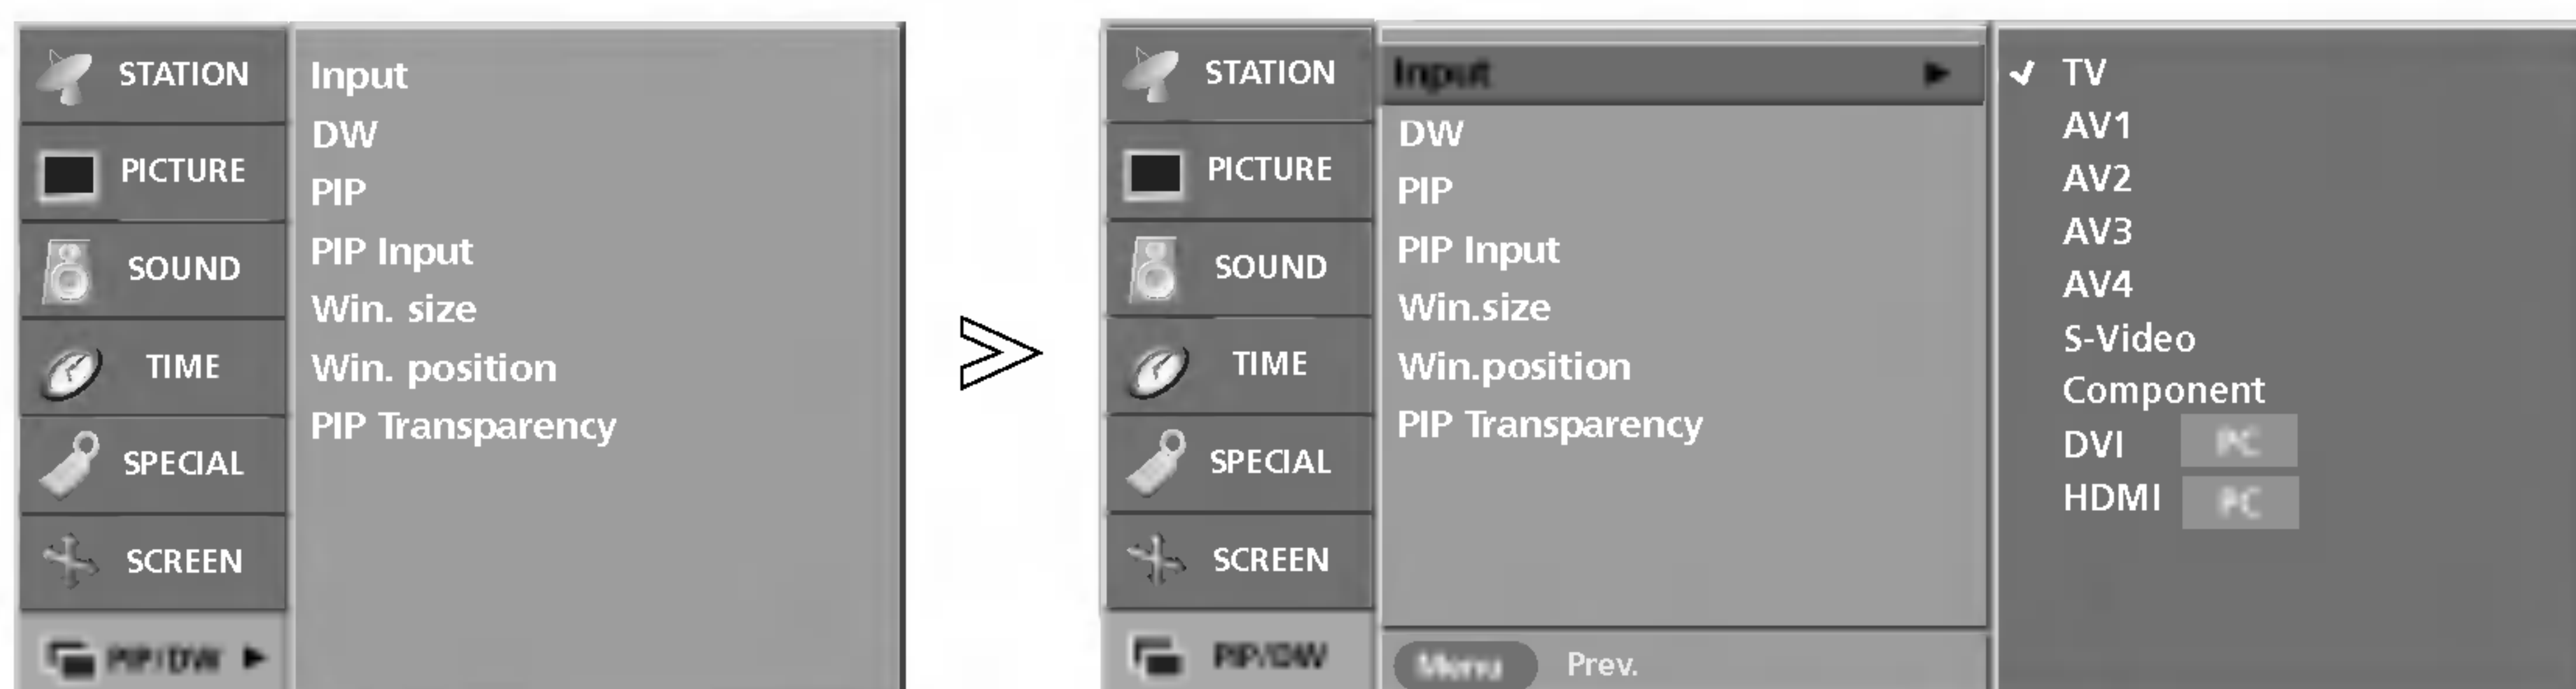 STATION
PICTURE
SOUND
TIME
SPECIAL
SCREEN
PIP/DW
Input
DW
PIP
PIP Input
Win. size
Win. position
PIP Transparency
STATION
PICTURE
SOUND
TIME
SPECIAL
SCREEN
PIP/DW
Input
DW
PIP
PIP Input
Win.size
Win.position
PIP Transparency
Menu Prev.
TV
AV1
AV2
AV3
AV4
S-Video
Component
DVI PC
HDMI PC